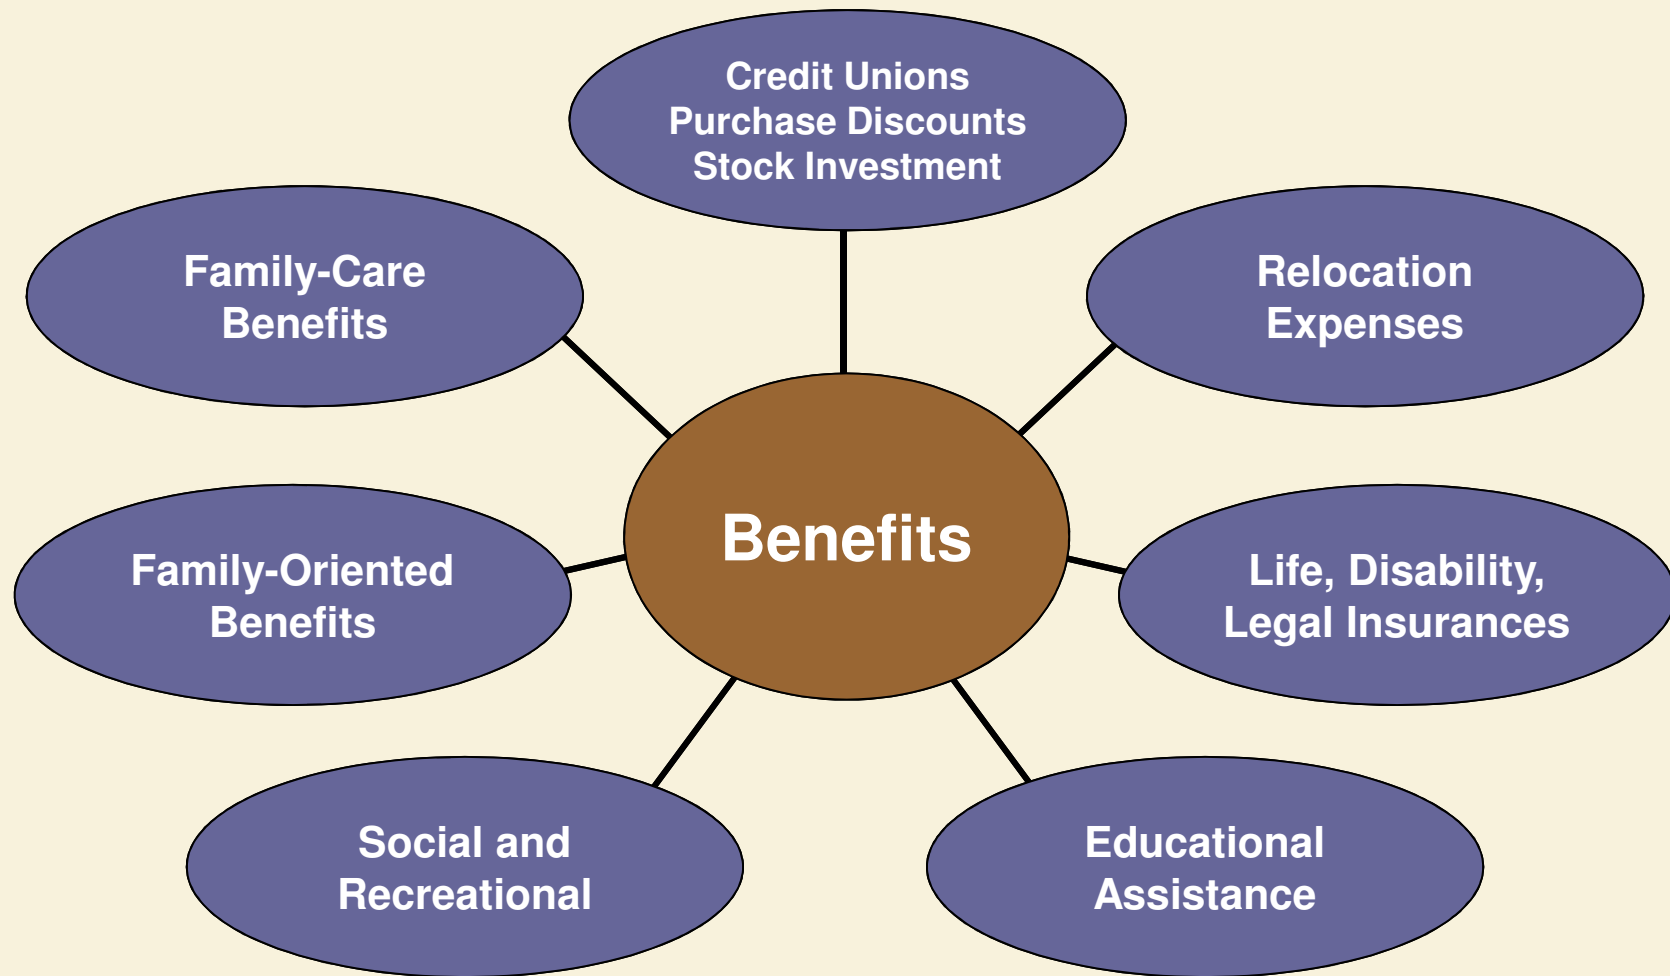 Credit Unions
Purchase Discounts
Stock Investment
Family-Care
Benefits
Relocation
Expenses
Benefits
Family-Oriented
Benefits
Life, Disability,
Legal Insurances
Social and
Recreational
Educational
Assistance